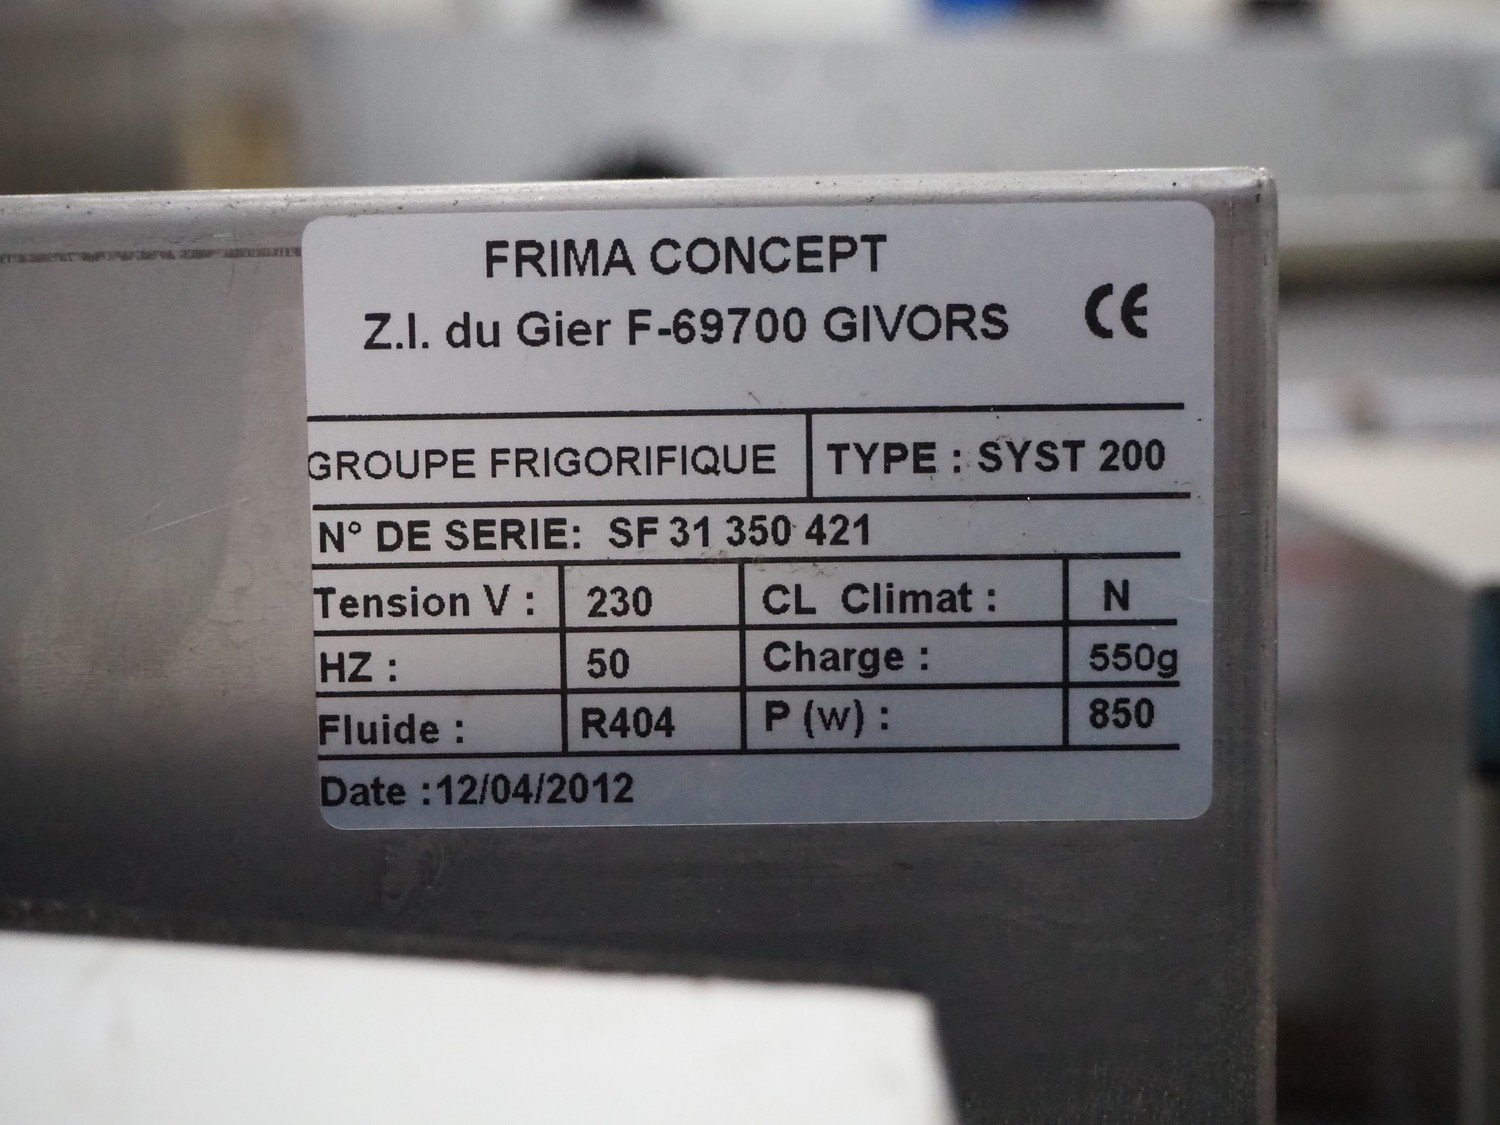 FRIMA CONCEPT
Z.I. du Gier F-69700 GIVORS CE
GROUPE FRIGORIFIQUE TYPE : SYST 200
N° DE SERIE: SF 31 350 421
Tension V : 230 CL Climat : N
HZ : 50 Charge : 550g
Fluide : R404 P (w) : 850
Date :12/04/2012